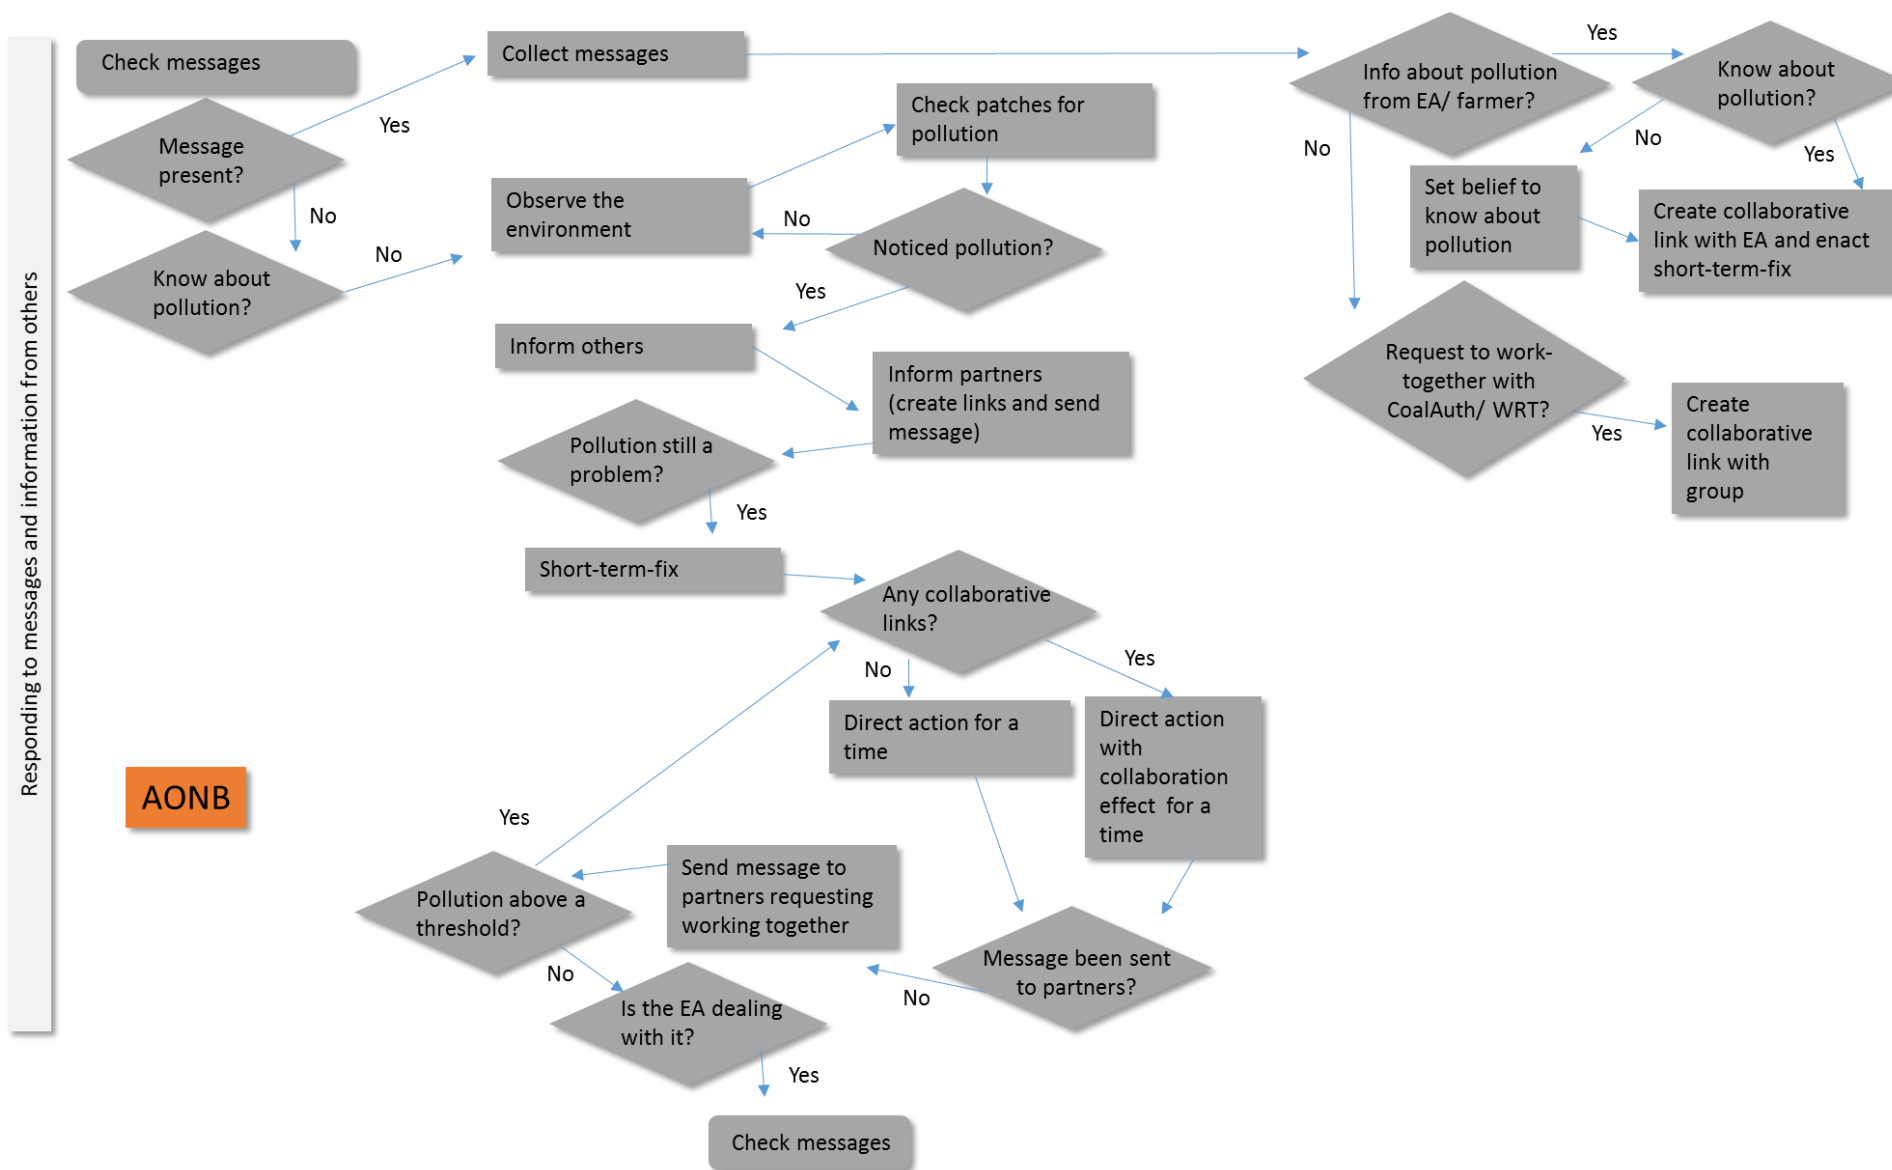 Responding to messages and information from others
Check messages
Message
present?
Yes
No
Know about
pollution?
No
Collect messages
Observe the
environment
Check patches for
pollution
Noticed pollution?
No
Yes
Inform others
Inform partners
(create links and send
message)
Pollution still a
problem?
Yes
Short-term-fix
Any collaborative
links?
No
Yes
Direct action for a
time
Direct action
with
collaboration
effect for a
time
Message been sent
to partners?
No
Send message to
partners requesting
working together
Pollution above a
threshold?
Yes
No
Is the EA dealing
with it?
Yes
Check messages
AONB
Info about pollution
from EA/ farmer?
Yes
No
Know about
pollution?
No
Yes
Set belief to
know about
pollution
Create collaborative
link with EA and enact
short-term-fix
Request to work-
together with
CoalAuth/ WRT?
Yes
Create
collaborative
link with
group